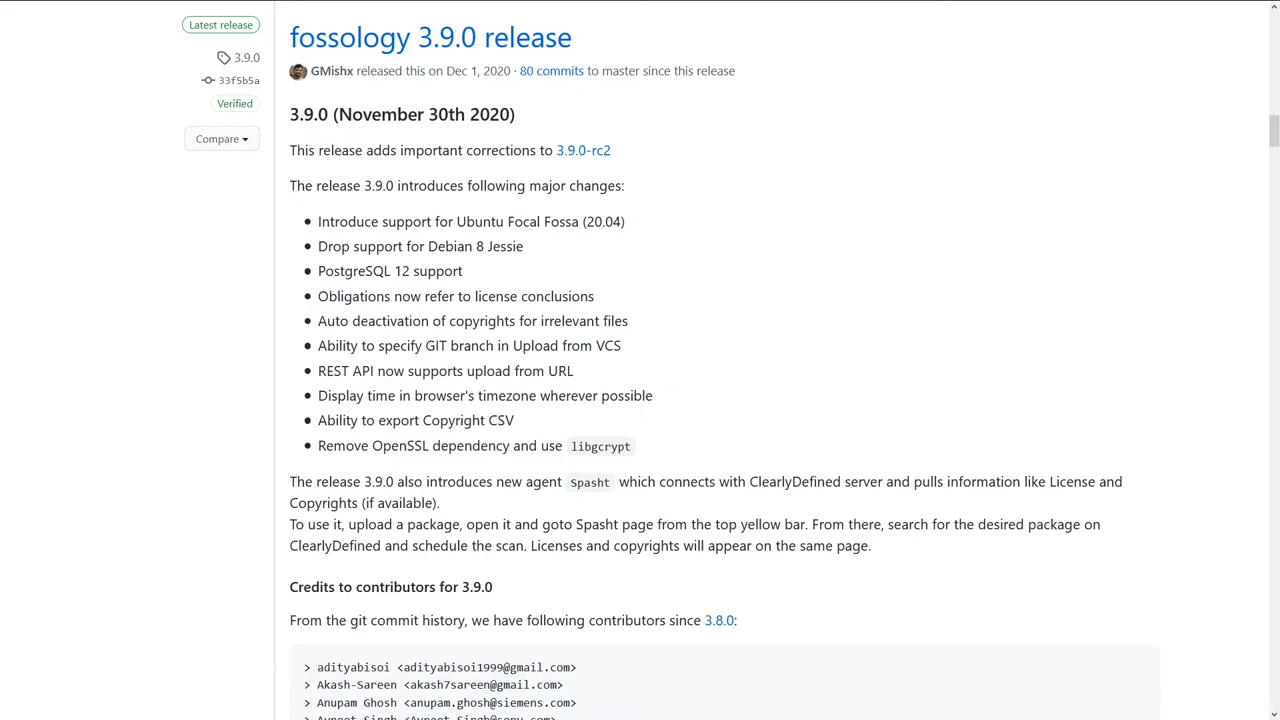 Latest release
3.9.0
33f5b5a
Verified
Compare
fossology 3.9.0 release
GMishx released this on Dec 1, 2020 · 80 commits to master since this release
3.9.0 (November 30th 2020)
This release adds important corrections to 3.9.0-rc2
The release 3.9.0 introduces following major changes:
• Introduce support for Ubuntu Focal Fossa (20.04)
• Drop support for Debian 8 Jessie
• PostgreSQL 12 support
• Obligations now refer to license conclusions
• Auto deactivation of copyrights for irrelevant files
• Ability to specify GIT branch in Upload from VCS
• REST API now supports upload from URL
• Display time in browser's timezone wherever possible
• Ability to export Copyright CSV
• Remove OpenSSL dependency and use libgcrypt
The release 3.9.0 also introduces new agent Spasht which connects with ClearlyDefined server and pulls information like License and
Copyrights (if available).
To use it, upload a package, open it and goto Spasht page from the top yellow bar. From there, search for the desired package on
ClearlyDefined and schedule the scan. Licenses and copyrights will appear on the same page.
Credits to contributors for 3.9.0
From the git commit history, we have following contributors since 3.8.0:
> adityabisoi <adityabisoi1999@gmail.com>
> Akash-Sareen <akash7sareen@gmail.com>
> Anupam Ghosh <anupam.ghosh@siemens.com>
> Avneet Singh <Avneet.Singh@sony.com>